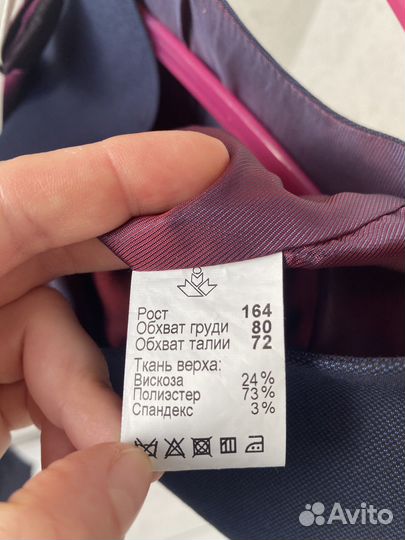 Рост 164
Обхват груди 80
Обхват талии 72
Ткань верха:
Вискоза 24%
Полиэстер 73%
Спандекс 3%
Avito